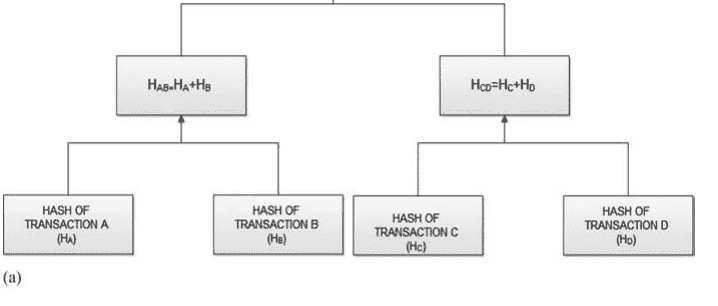 HAB=HA+HB
HCD=HC+HD
HASH OF
TRANSACTION A
(HA)
HASH OF
TRANSACTION B
(HB)
HASH OF
TRANSACTION C
(HC)
HASH OF
TRANSACTION D
(HD)
(a)